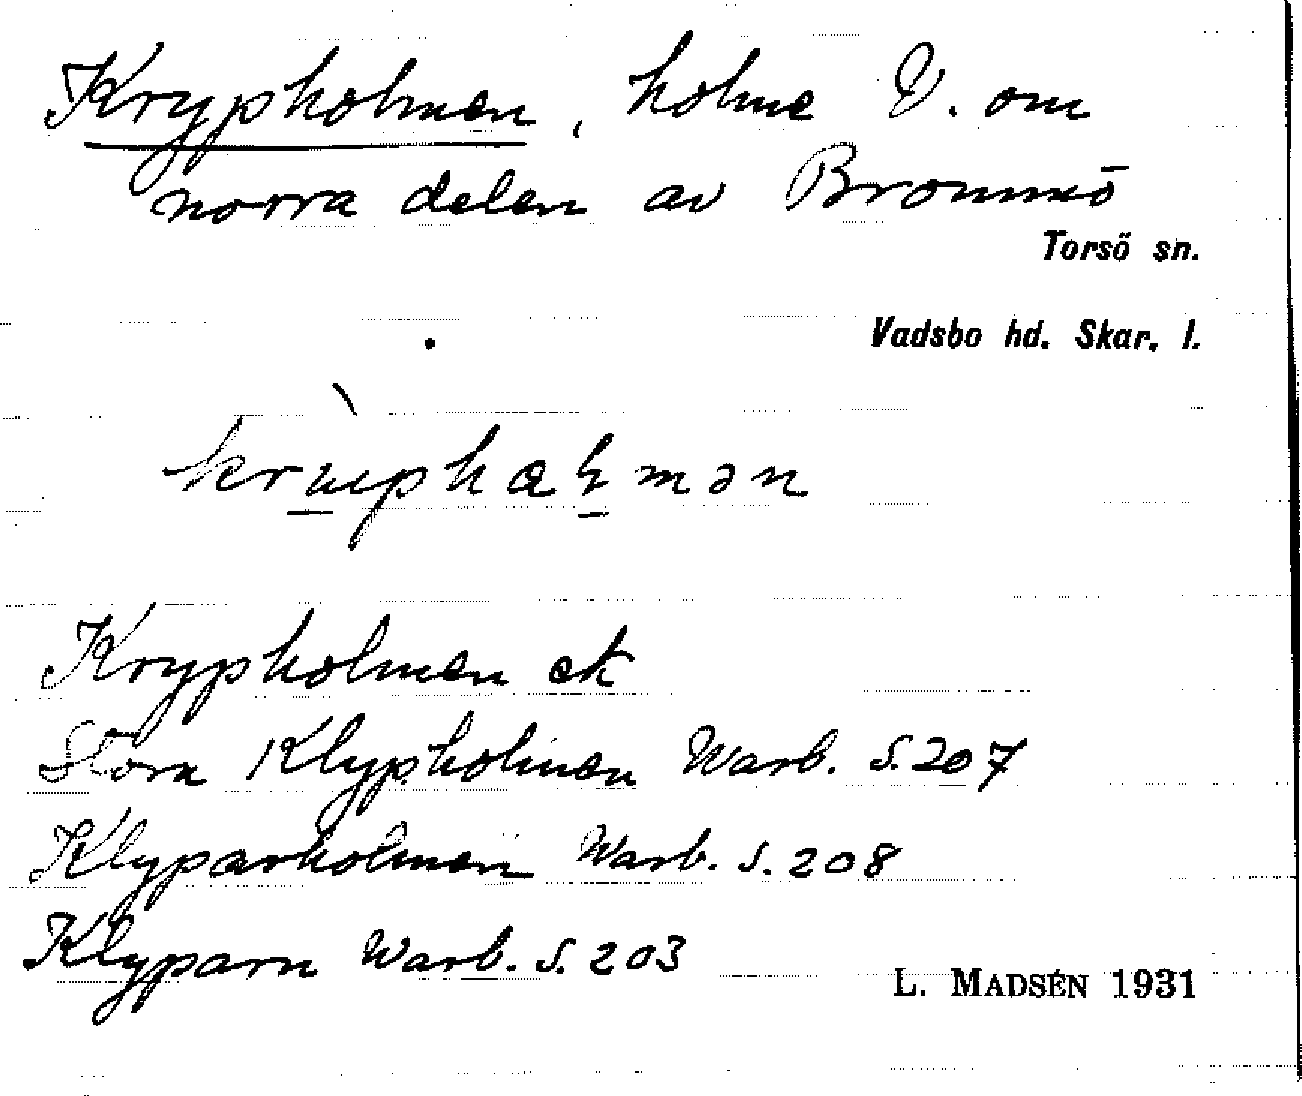 Krypholmen, holme V. om
norra delen av Brommö
Torsö sn.
Vadsbo hd. Skar. l.
Krypholmen ek
Stora Klypholmen Warb. s. 207
Klyparholmen Warb. s. 208
Klyparn Warb. s. 203
L. MADSÉN 1931